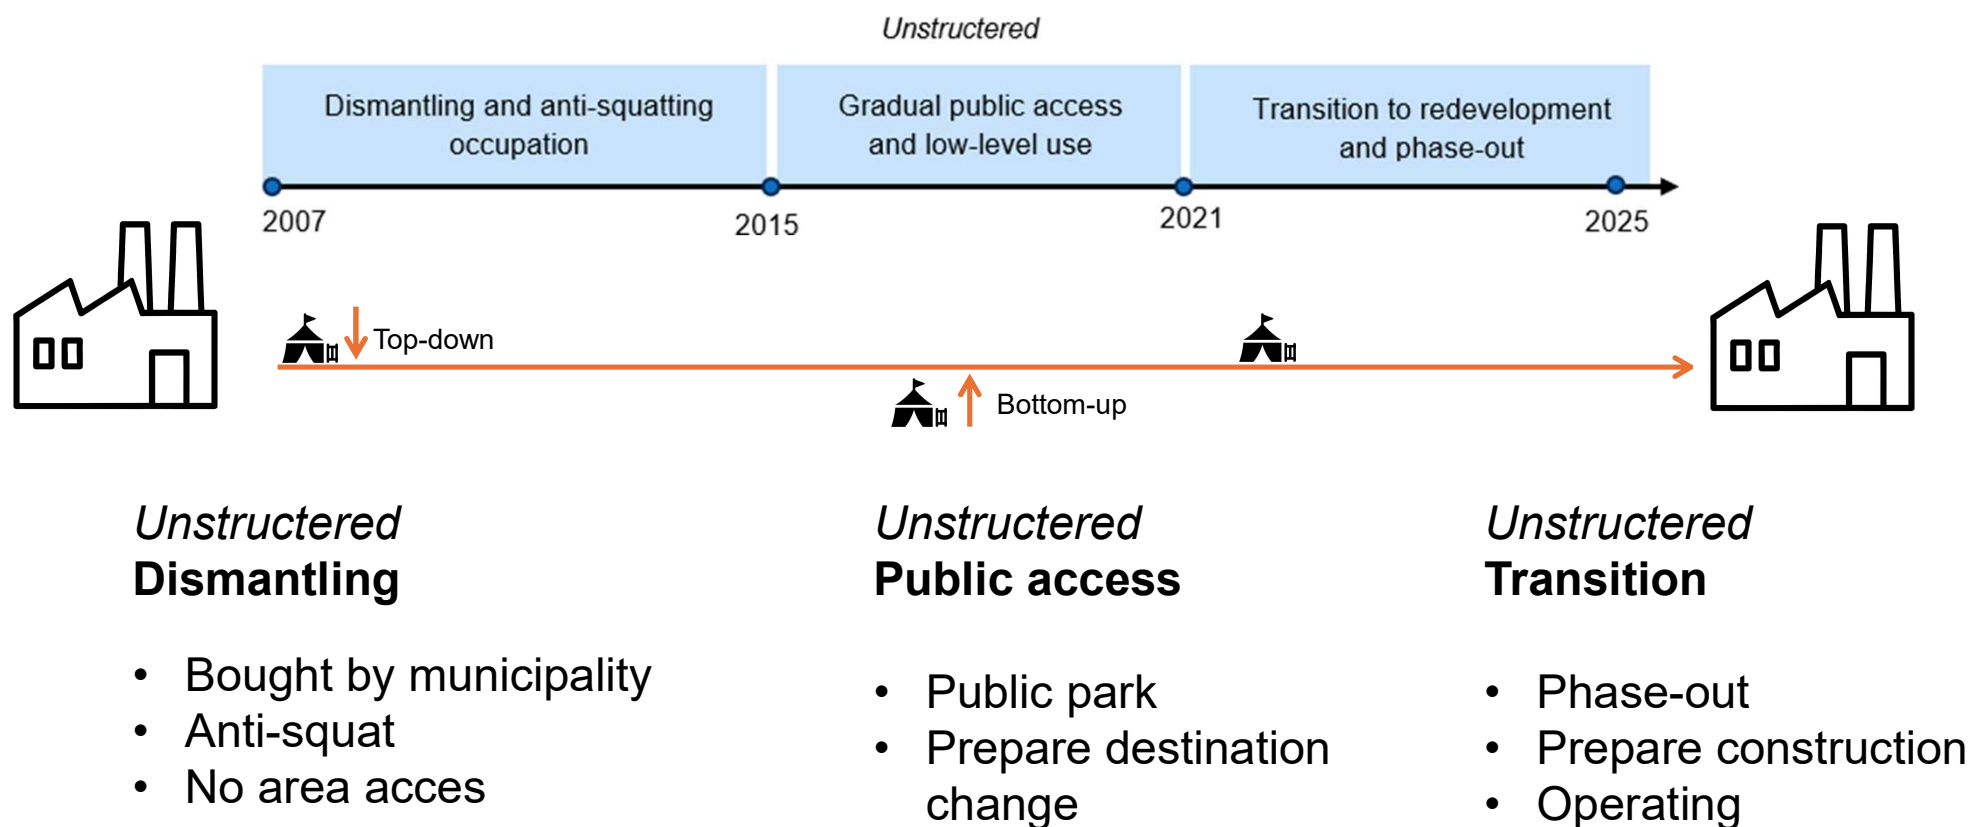 Unstructered
Dismantling and anti-squatting
occupation
Gradual public access
and low-level use
Transition to redevelopment
and phase-out
2007
2015
2021
2025
Top-down
Bottom-up
Unstructered
Dismantling
• Bought by municipality
• Anti-squat
• No area acces
Unstructered
Public access
• Public park
• Prepare destination
change
Unstructered
Transition
• Phase-out
• Prepare construction
• Operating